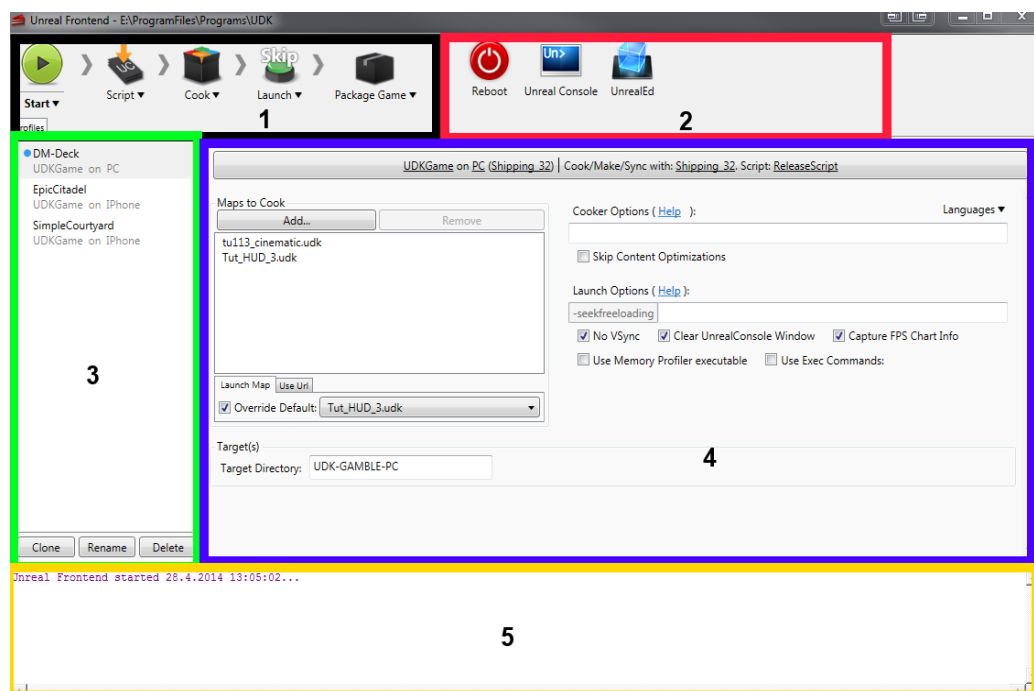 Unreal Frontend - E:\ProgramFiles\Programs\UDK
Skip
UC
Un>
Start ▾
Script ▾
Cook ▾
Launch ▾
Package Game ▾
Reboot
Unreal Console
UnrealEd
1
2
rofiles
DM-Deck
UDKGame on PC
EpicCitadel
UDKGame on IPhone
SimpleCourtyard
UDKGame on IPhone
3
Clone
Rename
Delete
UDKGame on PC (Shipping_32) | Cook/Make/Sync with: Shipping_32. Script: ReleaseScript
Maps to Cook
Add...
Remove
tu113_cinematic.udk
Tut_HUD_3.udk
Launch Map
Use Url
Override Default:
Tut_HUD_3.udk
Cooker Options ( Help ):
Languages ▾
Skip Content Optimizations
Launch Options ( Help ):
-seekfreeloading
No VSync
Clear UnrealConsole Window
Capture FPS Chart Info
Use Memory Profiler executable
Use Exec Commands:
Target(s)
Target Directory:
UDK-GAMBLE-PC
4
Unreal Frontend started 28.4.2014 13:05:02...
5